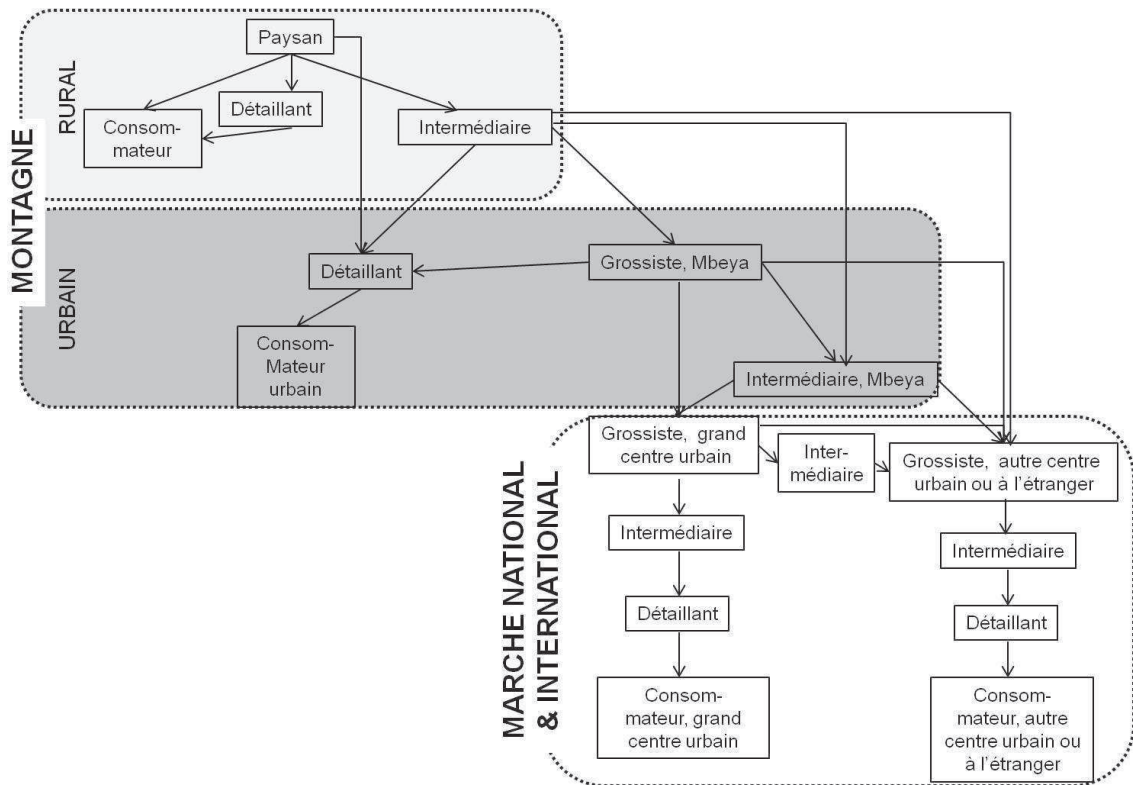 MONTAGNE
RURAL
Paysan
Détaillant
Consom-
mateur
Intermédiaire
URBAIN
Détaillant
Grossiste, Mbeya
Consom-
Mateur
urbain
Intermédiaire, Mbeya
MARCHE NATIONAL
& INTERNATIONAL
Grossiste, grand
centre urbain
Inter-
médiaire
Grossiste, autre centre
urbain ou à l'étranger
Intermédiaire
Intermédiaire
Détaillant
Détaillant
Consom-
mateur, grand
centre urbain
Consom-
mateur, autre
centre urbain ou
à l'étranger